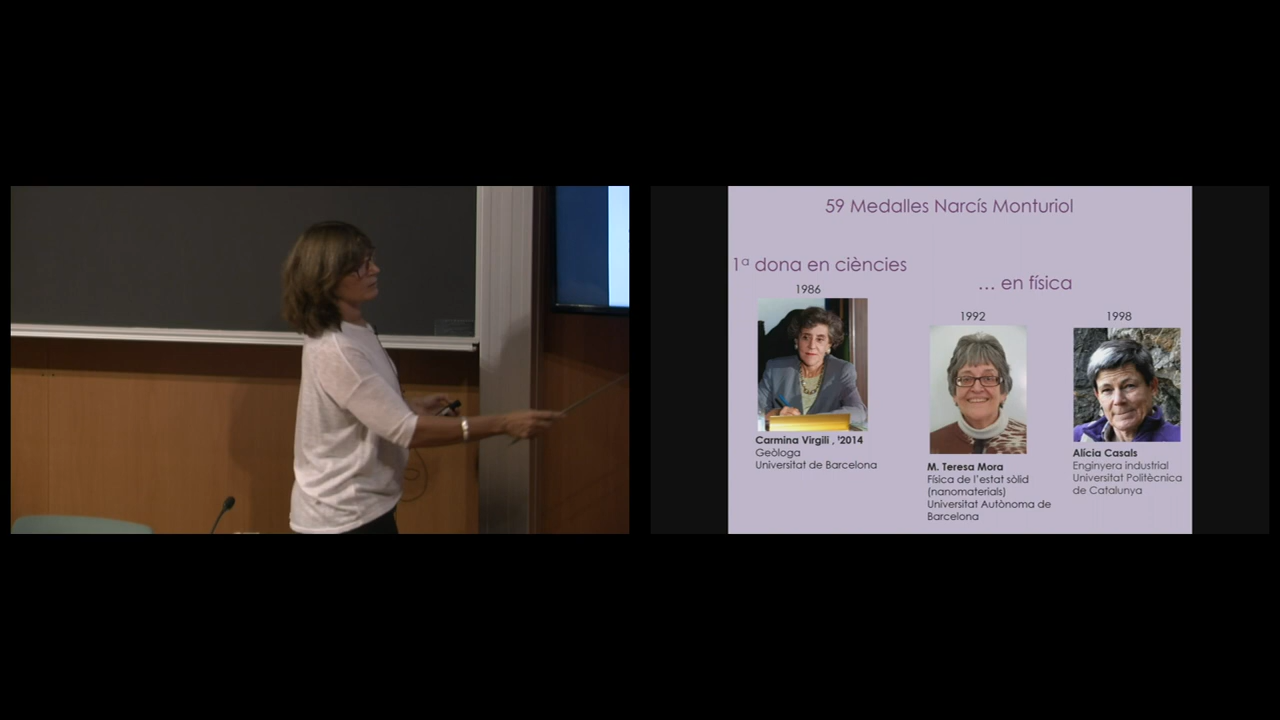 59 Medalles Narcís Monturiol
1ª dona en ciències
... en física
1986
1992
1998
Carmina Virgili , †2014
Geòloga
Universitat de Barcelona
M. Teresa Mora
Física de l'estat sòlid
(nanomaterials)
Universitat Autònoma de
Barcelona
Alícia Casals
Enginyera industrial
Universitat Politècnica
de Catalunya